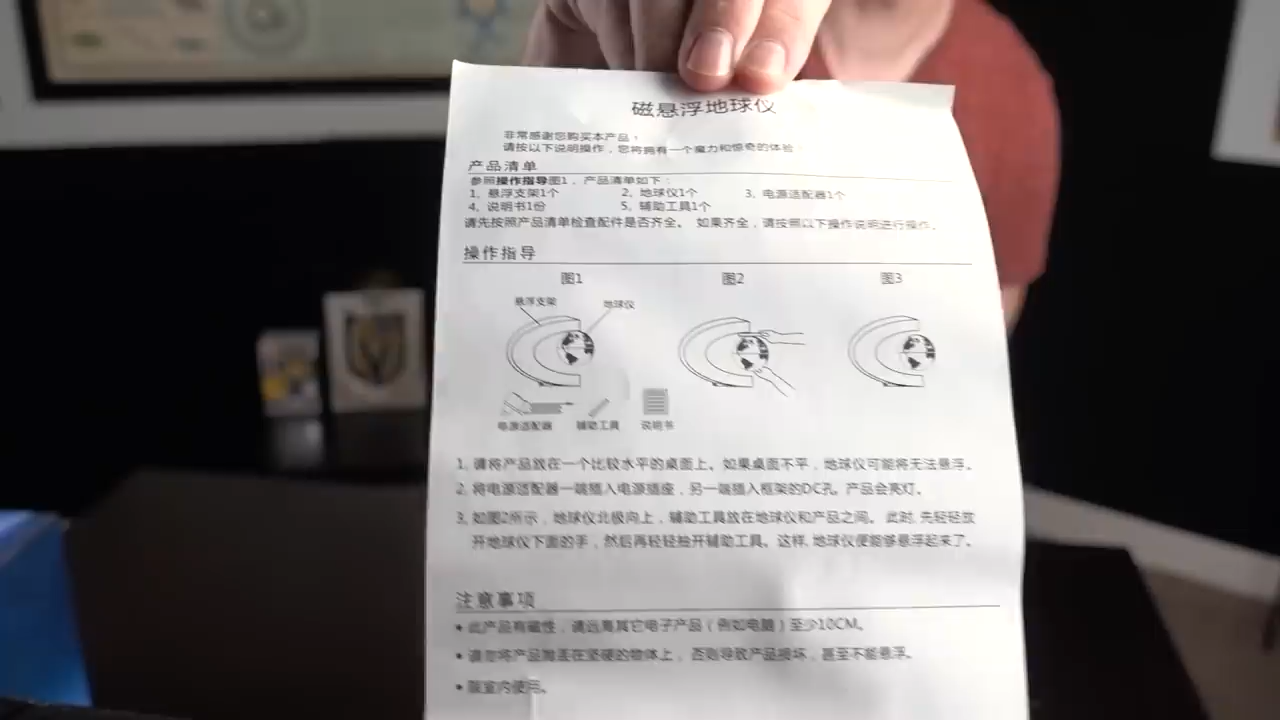 磁悬浮地球仪
非常感谢您购买本产品，
请按以下说明操作，您将拥有一个魔力和惊奇的体验
产品清单
参照操作指导图1，产品清单如下：
1、悬浮支架1个 2、地球仪1个 3、电源适配器1个
4、说明书1份 5、辅助工具1个
请先按照产品清单检查配件是否齐全。如果齐全，请按照以下操作说明进行操作。
操作指导
图1 图2 图3
悬浮支架 地球仪
电源适配器 辅助工具 说明书
1. 请将产品放在一个比较水平的桌面上。如果桌面不平，地球仪可能将无法悬浮。
2. 将电源适配器一端插入电源插座，另一端插入框架的DC孔。产品会亮灯。
3. 如图2所示，地球仪北极向上，辅助工具放在地球仪和产品之间。此时, 先轻轻放
开地球仪下面的手，然后再轻轻抽开辅助工具。这样, 地球仪便能够悬浮起来了。
注意事项
• 此产品有磁性，请远离其它电子产品（例如电脑）至少10CM。
• 请勿将产品抛丢在坚硬的物体上，否则导致产品损坏，甚至不能悬浮。
• 限室内使用。